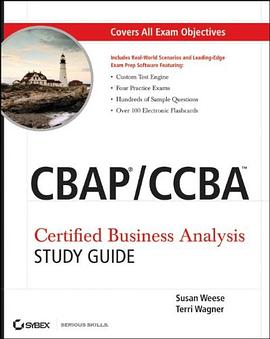 Covers All Exam Objectives
Includes Real-World Scenarios and Leading-Edge
Exam Prep Software Featuring:
• Custom Test Engine
• Four Practice Exams
• Hundreds of Sample Questions
• Over 100 Electronic Flashcards
CBAP®/CCBA™
Certified Business Analysis
STUDY GUIDE
Susan Weese
Terri Wagner
SYBEX
SERIOUS SKILLS.